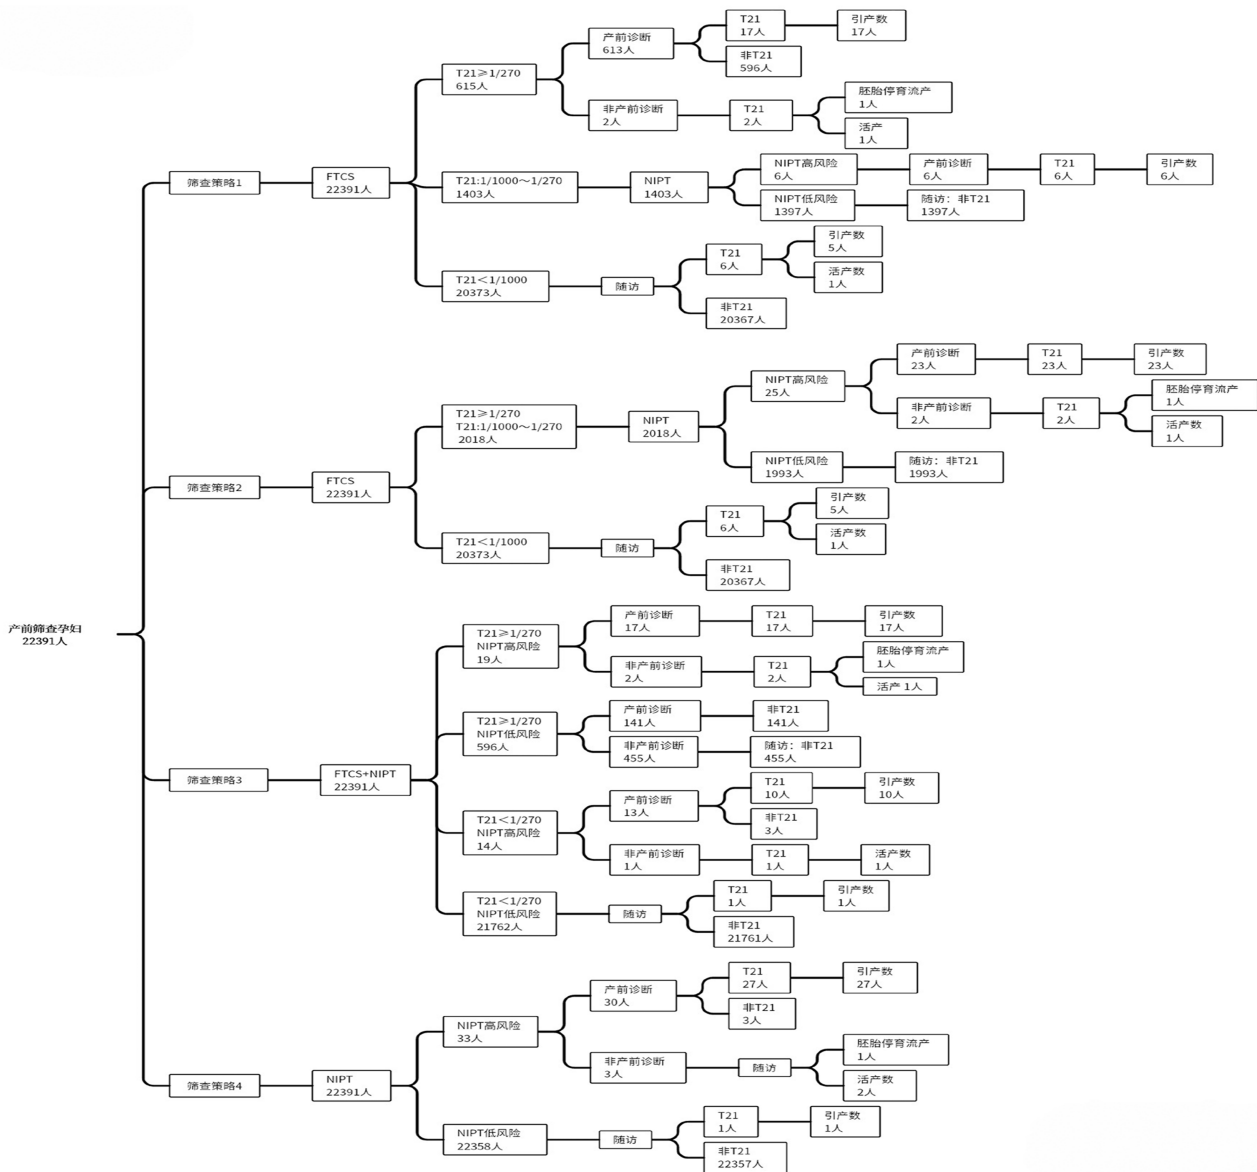 产前筛查孕妇
22391人
筛查策略1
FTCS
22391人
T21≥1/270
615人
产前诊断
613人
T21
17人
引产数
17人
非T21
596人
非产前诊断
2人
T21
2人
胚胎停育流产
1人
活产
1人
T21:1/1000～1/270
1403人
NIPT
1403人
NIPT高风险
6人
产前诊断
6人
T21
6人
引产数
6人
NIPT低风险
1397人
随访：非T21
1397人
T21＜1/1000
20373人
随访
T21
6人
引产数
5人
活产数
1人
非T21
20367人
筛查策略2
FTCS
22391人
T21≥1/270
T21:1/1000～1/270
2018人
NIPT
2018人
NIPT高风险
25人
产前诊断
23人
T21
23人
引产数
23人
非产前诊断
2人
T21
2人
胚胎停育流产
1人
活产数
1人
NIPT低风险
1993人
随访：非T21
1993人
T21＜1/1000
20373人
随访
T21
6人
引产数
5人
活产数
1人
非T21
20367人
筛查策略3
FTCS+NIPT
22391人
T21≥1/270
NIPT高风险
19人
产前诊断
17人
T21
17人
引产数
17人
非产前诊断
2人
T21
2人
胚胎停育流产
1人
活产 1人
T21≥1/270
NIPT低风险
596人
产前诊断
141人
非T21
141人
非产前诊断
455人
随访：非T21
455人
T21＜1/270
NIPT高风险
14人
产前诊断
13人
T21
10人
引产数
10人
非T21
3人
非产前诊断
1人
T21
1人
活产数
1人
T21＜1/270
NIPT低风险
21762人
随访
T21
1人
引产数
1人
非T21
21761人
筛查策略4
NIPT
22391人
NIPT高风险
33人
产前诊断
30人
T21
27人
引产数
27人
非T21
3人
非产前诊断
3人
随访
胚胎停育流产
1人
活产数
2人
NIPT低风险
22358人
随访
T21
1人
引产数
1人
非T21
22357人